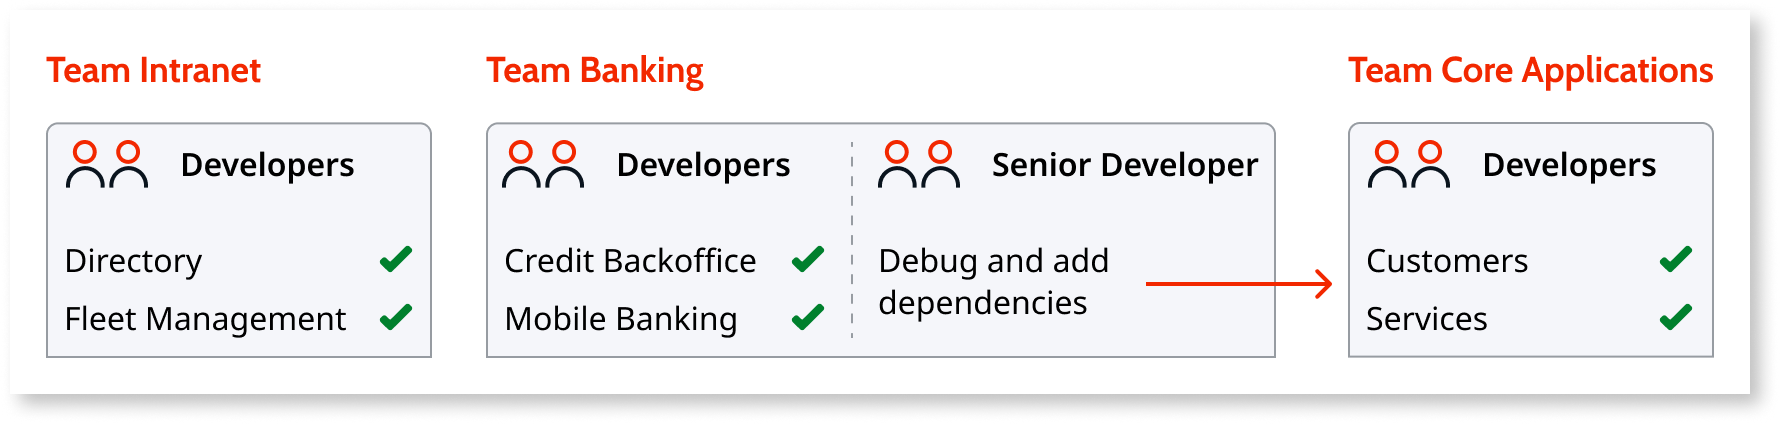 Team Intranet
Developers
Directory
Fleet Management
Team Banking
Developers
Credit Backoffice
Mobile Banking
Senior Developer
Debug and add
dependencies
Team Core Applications
Developers
Customers
Services